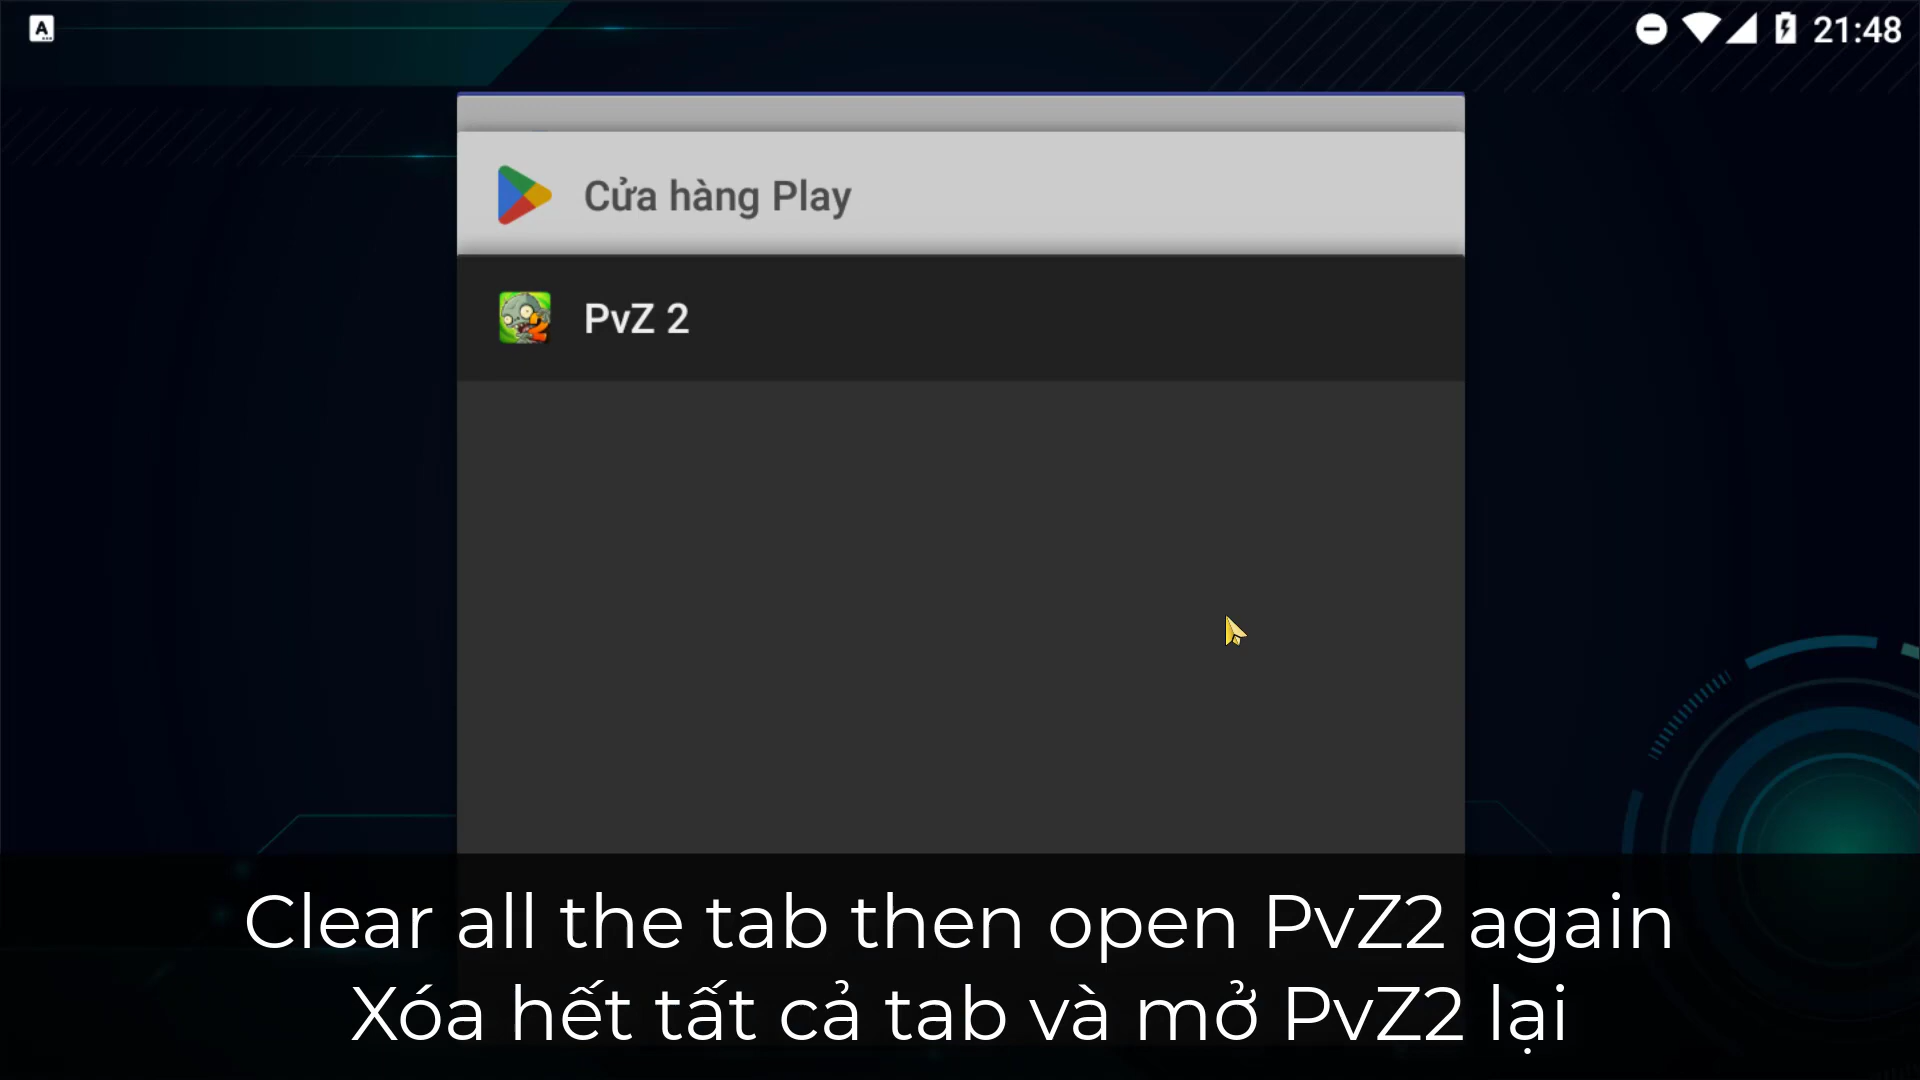 A
21:48
Cửa hàng Play
PvZ 2
Clear all the tab then open PvZ2 again
Xóa hết tất cả tab và mở PvZ2 lại